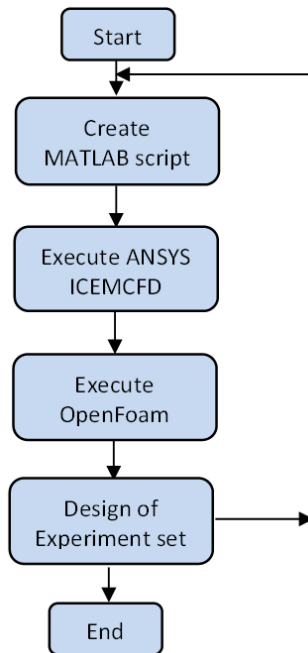 Start
Create
MATLAB script
Execute ANSYS
ICEMCFD
Execute
OpenFoam
Design of
Experiment set
End